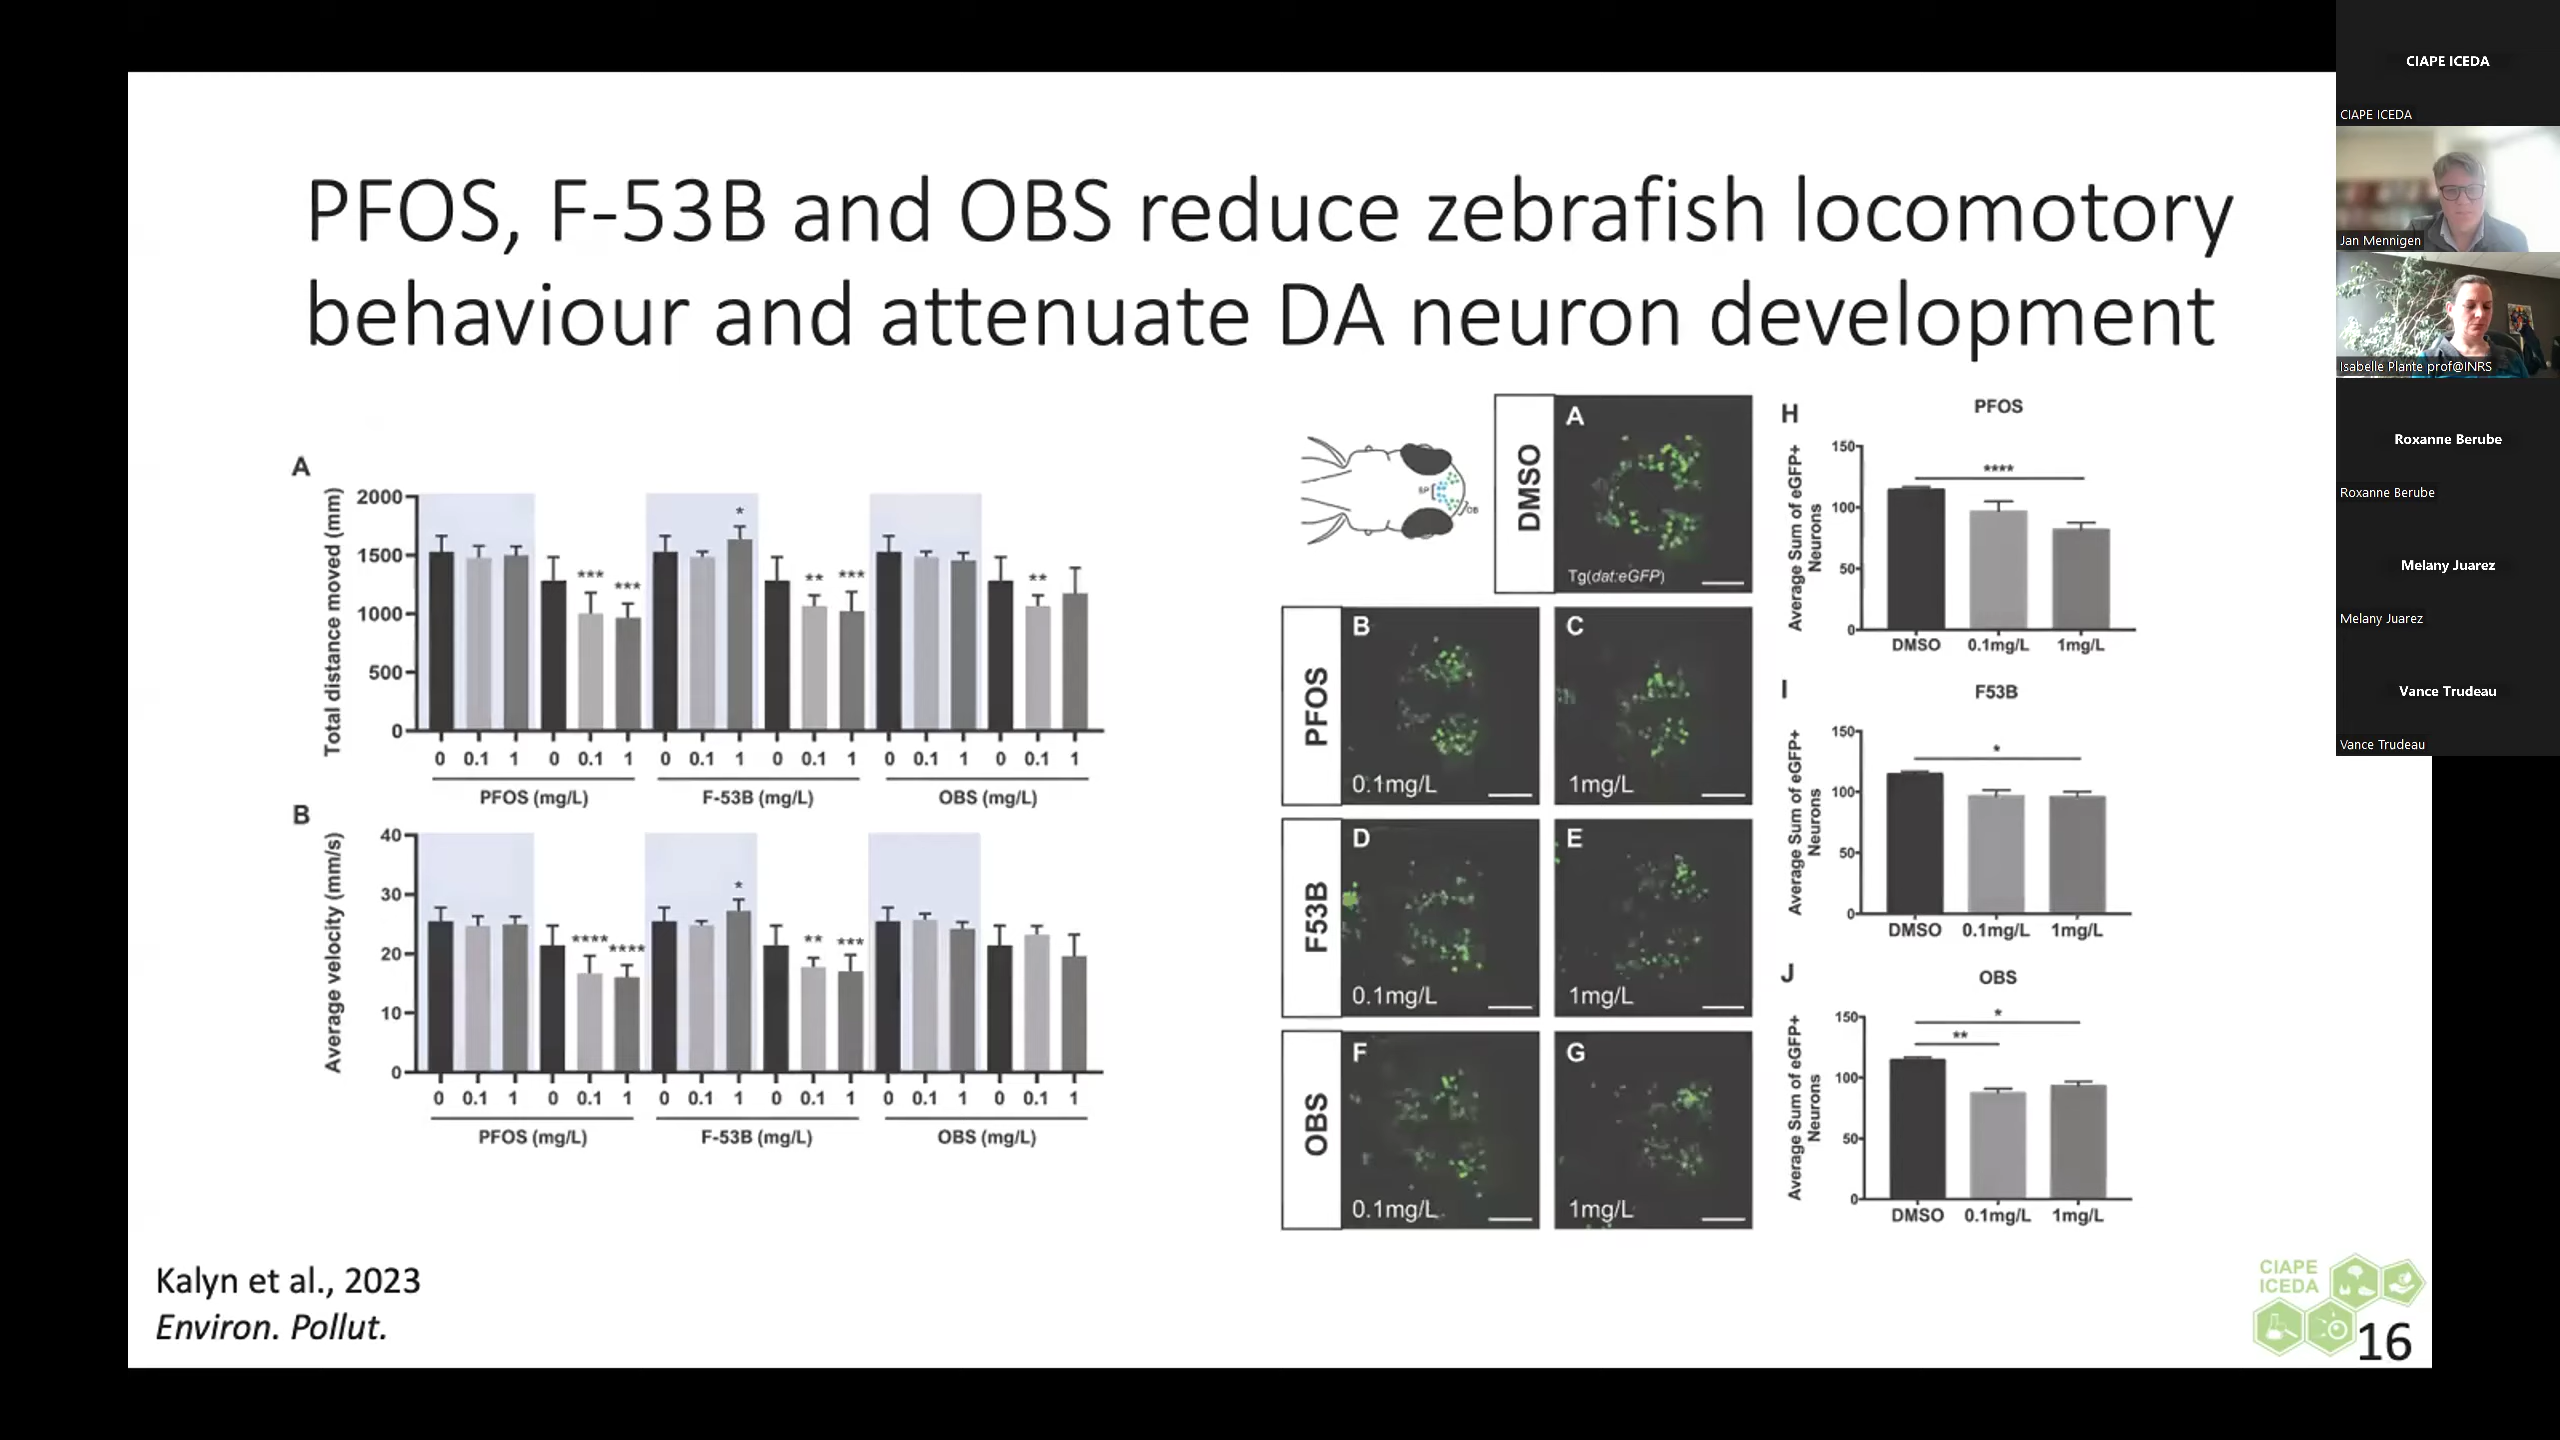 PFOS, F-53B and OBS reduce zebrafish locomotory
behaviour and attenuate DA neuron development
A
Total distance moved (mm)
2000
1500
1000
500
0
*** *** * ** *** **
0 0.1 1 0 0.1 1 0 0.1 1 0 0.1 1 0 0.1 1 0 0.1 1
PFOS (mg/L) F-53B (mg/L) OBS (mg/L)
B
Average velocity (mm/s)
40
30
20
10
0
**** **** * ** ***
0 0.1 1 0 0.1 1 0 0.1 1 0 0.1 1 0 0.1 1 0 0.1 1
PFOS (mg/L) F-53B (mg/L) OBS (mg/L)
OB
DMSO
A
Tg(dat:eGFP)
PFOS
B
0.1mg/L
C
1mg/L
F53B
D
0.1mg/L
E
1mg/L
OBS
F
0.1mg/L
G
1mg/L
H
PFOS
Average Sum of eGFP+
Neurons
150
100
50
0
****
DMSO 0.1mg/L 1mg/L
I
F53B
Average Sum of eGFP+
Neurons
150
100
50
0
*
DMSO 0.1mg/L 1mg/L
J
OBS
Average Sum of eGFP+
Neurons
150
100
50
0
*
**
DMSO 0.1mg/L 1mg/L
Kalyn et al., 2023
Environ. Pollut.
CIAPE
ICEDA
16
CIAPE ICEDA
CIAPE ICEDA
Jan Mennigen
Isabelle Plante prof@INRS
Roxanne Berube
Roxanne Berube
Melany Juarez
Melany Juarez
Vance Trudeau
Vance Trudeau